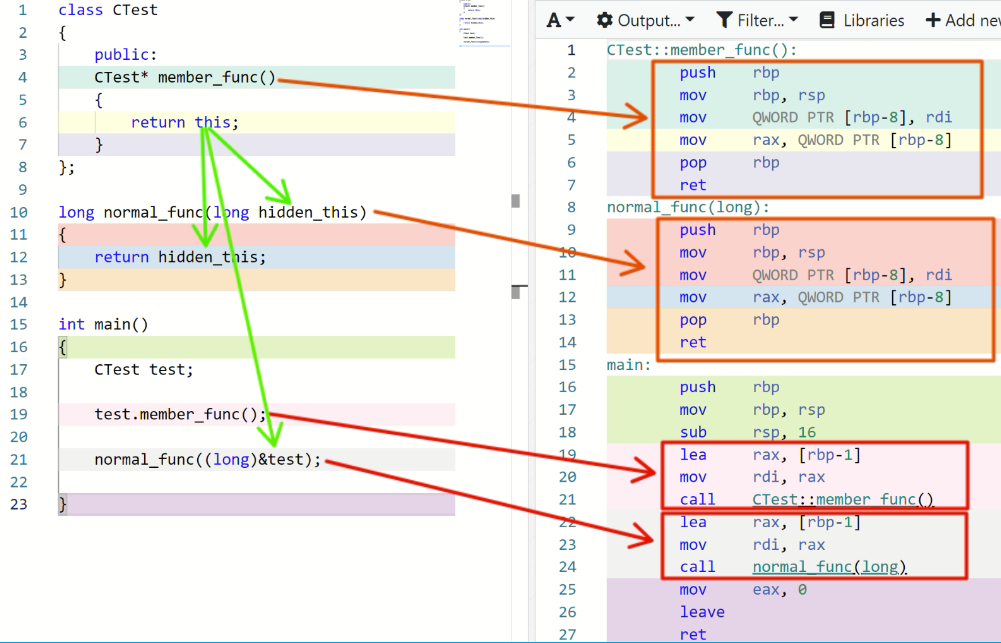 1 class CTest
2 {
3 public:
4 CTest* member_func()
5 {
6 return this;
7 }
8 };
9
10 long normal_func(long hidden_this)
11 {
12 return hidden_this;
13 }
14
15 int main()
16 {
17 CTest test;
18
19 test.member_func();
20
21 normal_func((long)&test);
22
23 }
A Output... Filter... Libraries + Add new
1 CTest::member_func():
2 push rbp
3 mov rbp, rsp
4 mov QWORD PTR [rbp-8], rdi
5 mov rax, QWORD PTR [rbp-8]
6 pop rbp
7 ret
8 normal_func(long):
9 push rbp
10 mov rbp, rsp
11 mov QWORD PTR [rbp-8], rdi
12 mov rax, QWORD PTR [rbp-8]
13 pop rbp
14 ret
15 main:
16 push rbp
17 mov rbp, rsp
18 sub rsp, 16
19 lea rax, [rbp-1]
20 mov rdi, rax
21 call CTest::member_func()
22 lea rax, [rbp-1]
23 mov rdi, rax
24 call normal_func(long)
25 mov eax, 0
26 leave
27 ret